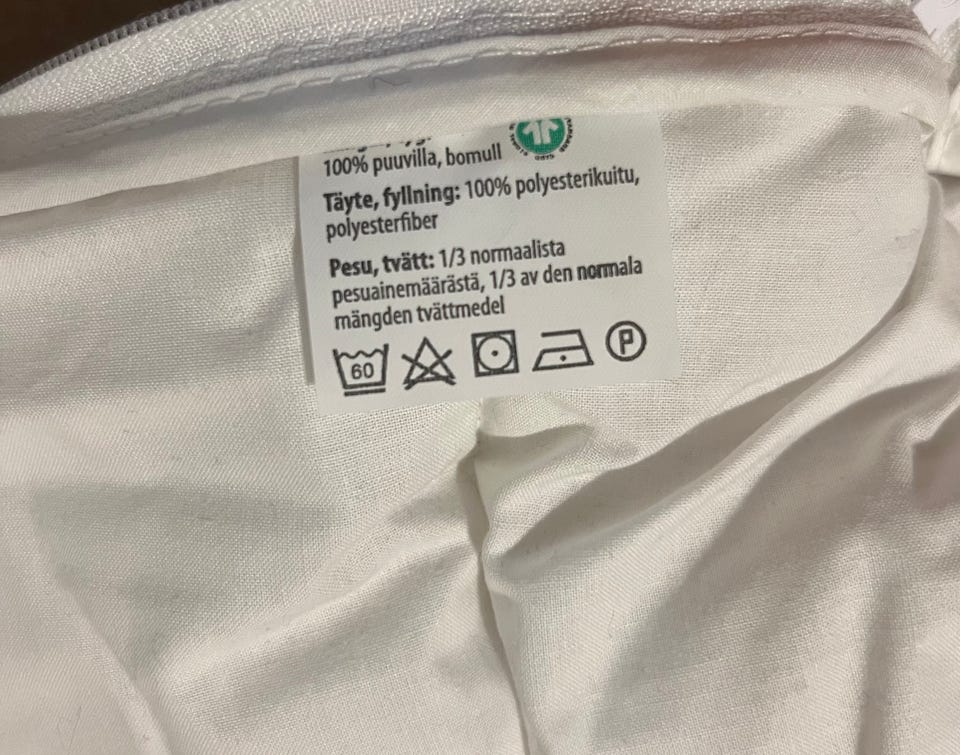 100% puuvilla, bomull
Täyte, fyllning: 100% polyesterikuitu,
polyesterfiber
Pesu, tvätt: 1/3 normaalista
pesuainemäärästä, 1/3 av den normala
mängden tvättmedel
60
P